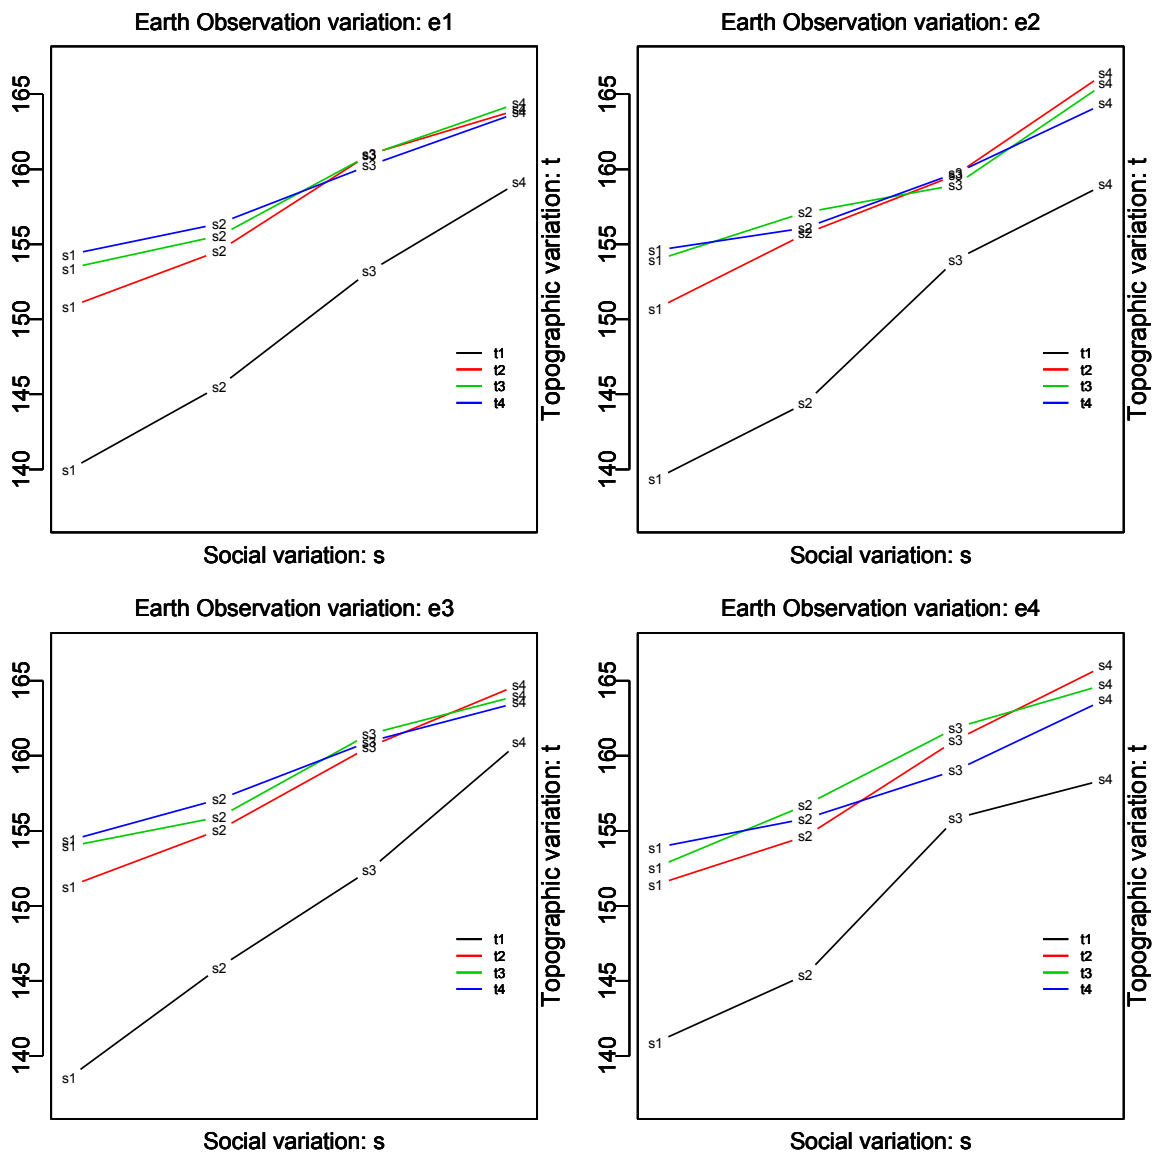 Earth Observation variation: e1
165
160
155
150
145
140
s1
s1
s1
s1
s2
s2
s2
s2
s3
s3
s3
s3
s4
s4
s4
s4
t1
t2
t3
t4
Topographic variation: t
Social variation: s
Earth Observation variation: e2
165
160
155
150
145
140
s1
s1
s1
s1
s2
s2
s2
s2
s3
s3
s3
s3
s4
s4
s4
s4
t1
t2
t3
t4
Topographic variation: t
Social variation: s
Earth Observation variation: e3
165
160
155
150
145
140
s1
s1
s1
s1
s2
s2
s2
s2
s3
s3
s3
s3
s4
s4
s4
s4
t1
t2
t3
t4
Topographic variation: t
Social variation: s
Earth Observation variation: e4
165
160
155
150
145
140
s1
s1
s1
s1
s2
s2
s2
s2
s3
s3
s3
s3
s4
s4
s4
s4
t1
t2
t3
t4
Topographic variation: t
Social variation: s